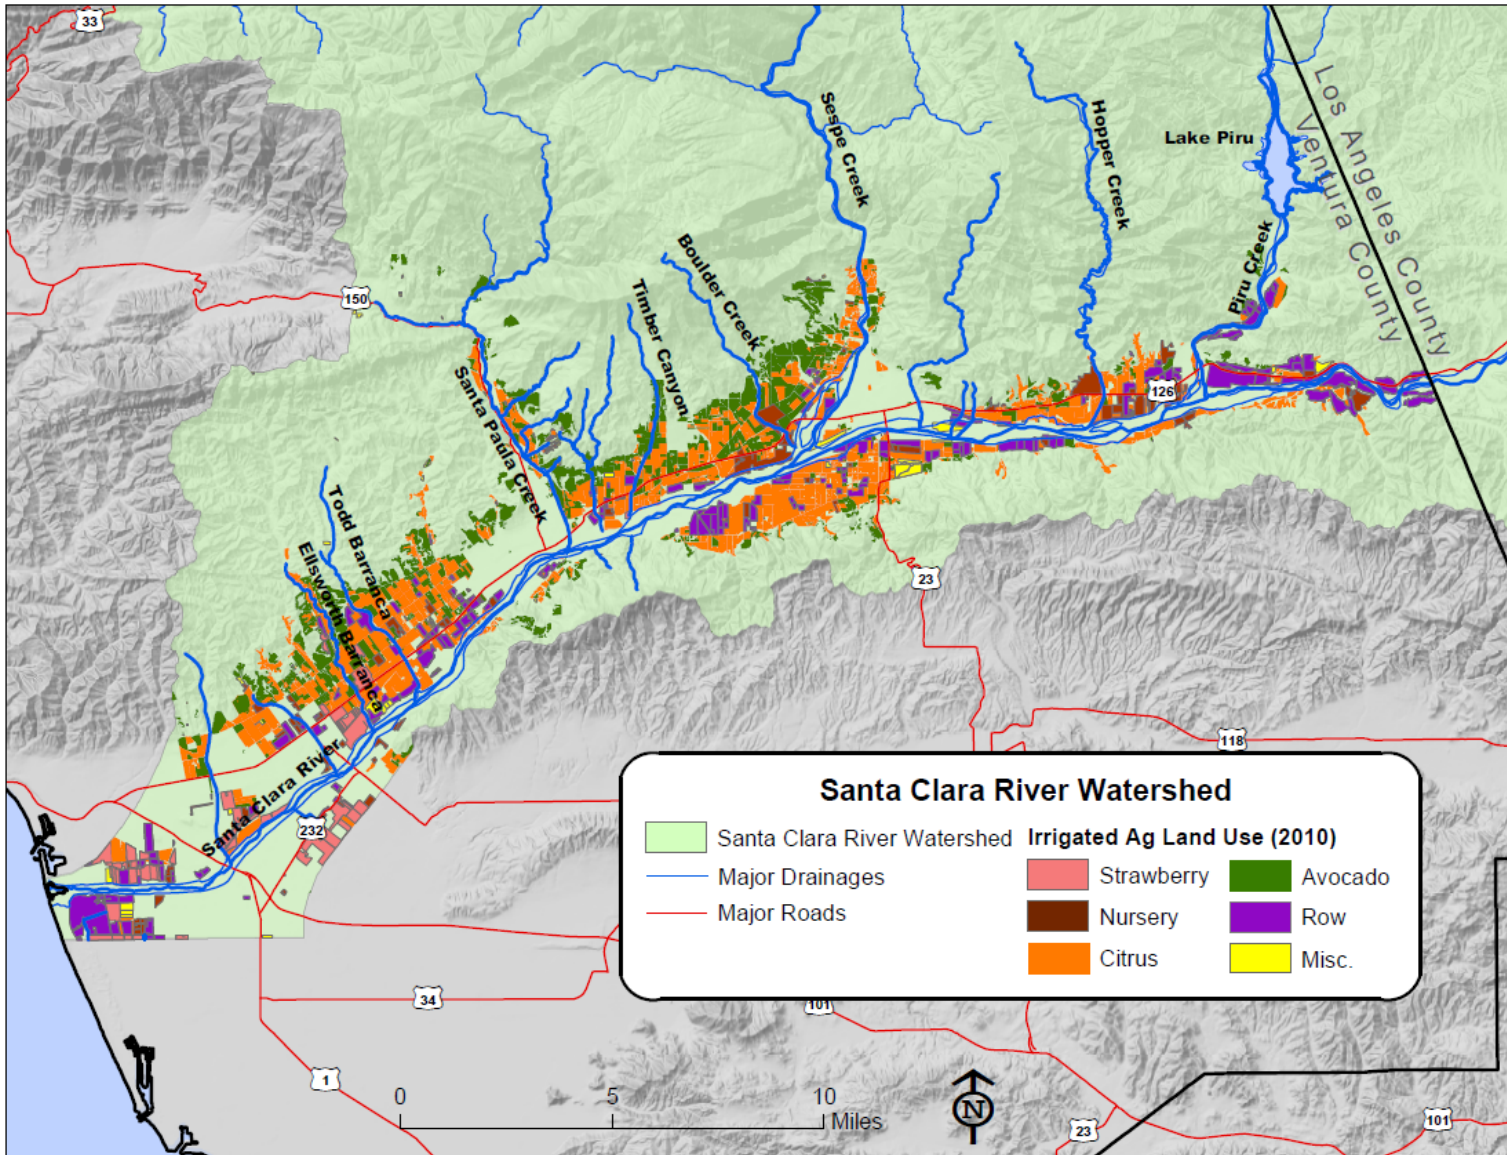 33
Los Angeles County
Ventura County
Lake Piru
Sespe Creek
Hopper Creek
Piru Creek
Boulder Creek
Timber Canyon
150
Santa Paula Creek
126
Todd Barranca
Ellsworth Barranca
23
Santa Clara River
232
118
Santa Clara River Watershed
Santa Clara River Watershed
Major Drainages
Major Roads
Irrigated Ag Land Use (2010)
Strawberry
Avocado
Nursery
Row
Citrus
Misc.
34
101
1
0 5 10
Miles
N
23
101